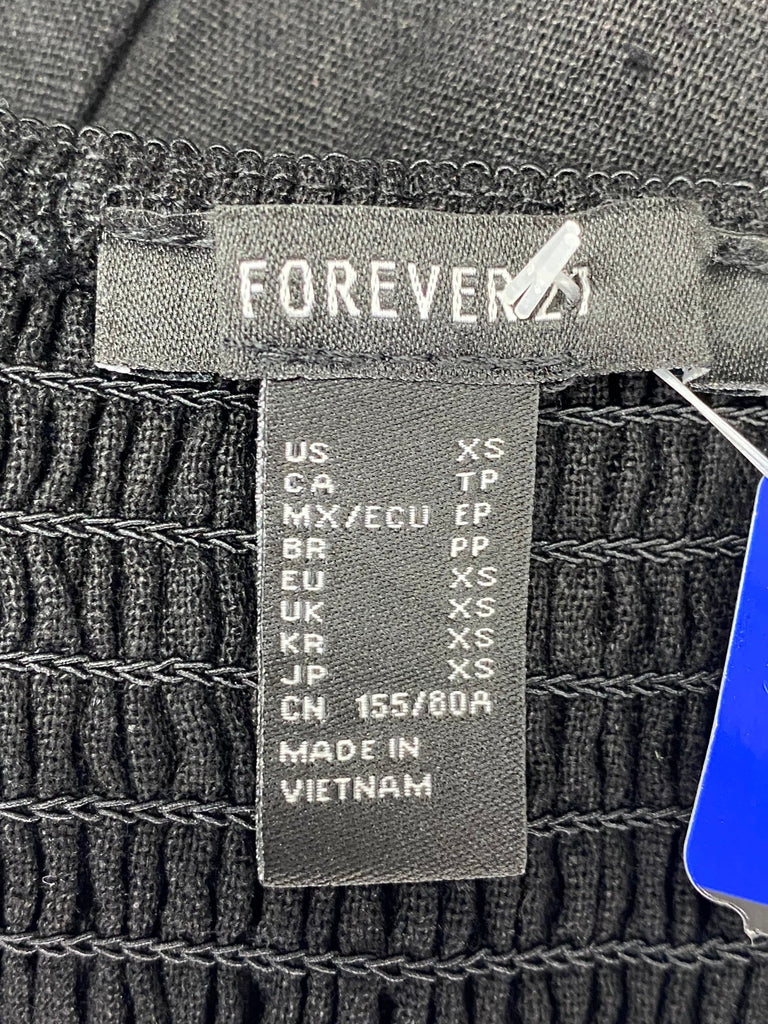 FOREVER 21
US XS
CA TP
MX/ECU EP
BR PP
EU XS
UK XS
KR XS
JP XS
CN 155/80A
MADE IN
VIETNAM